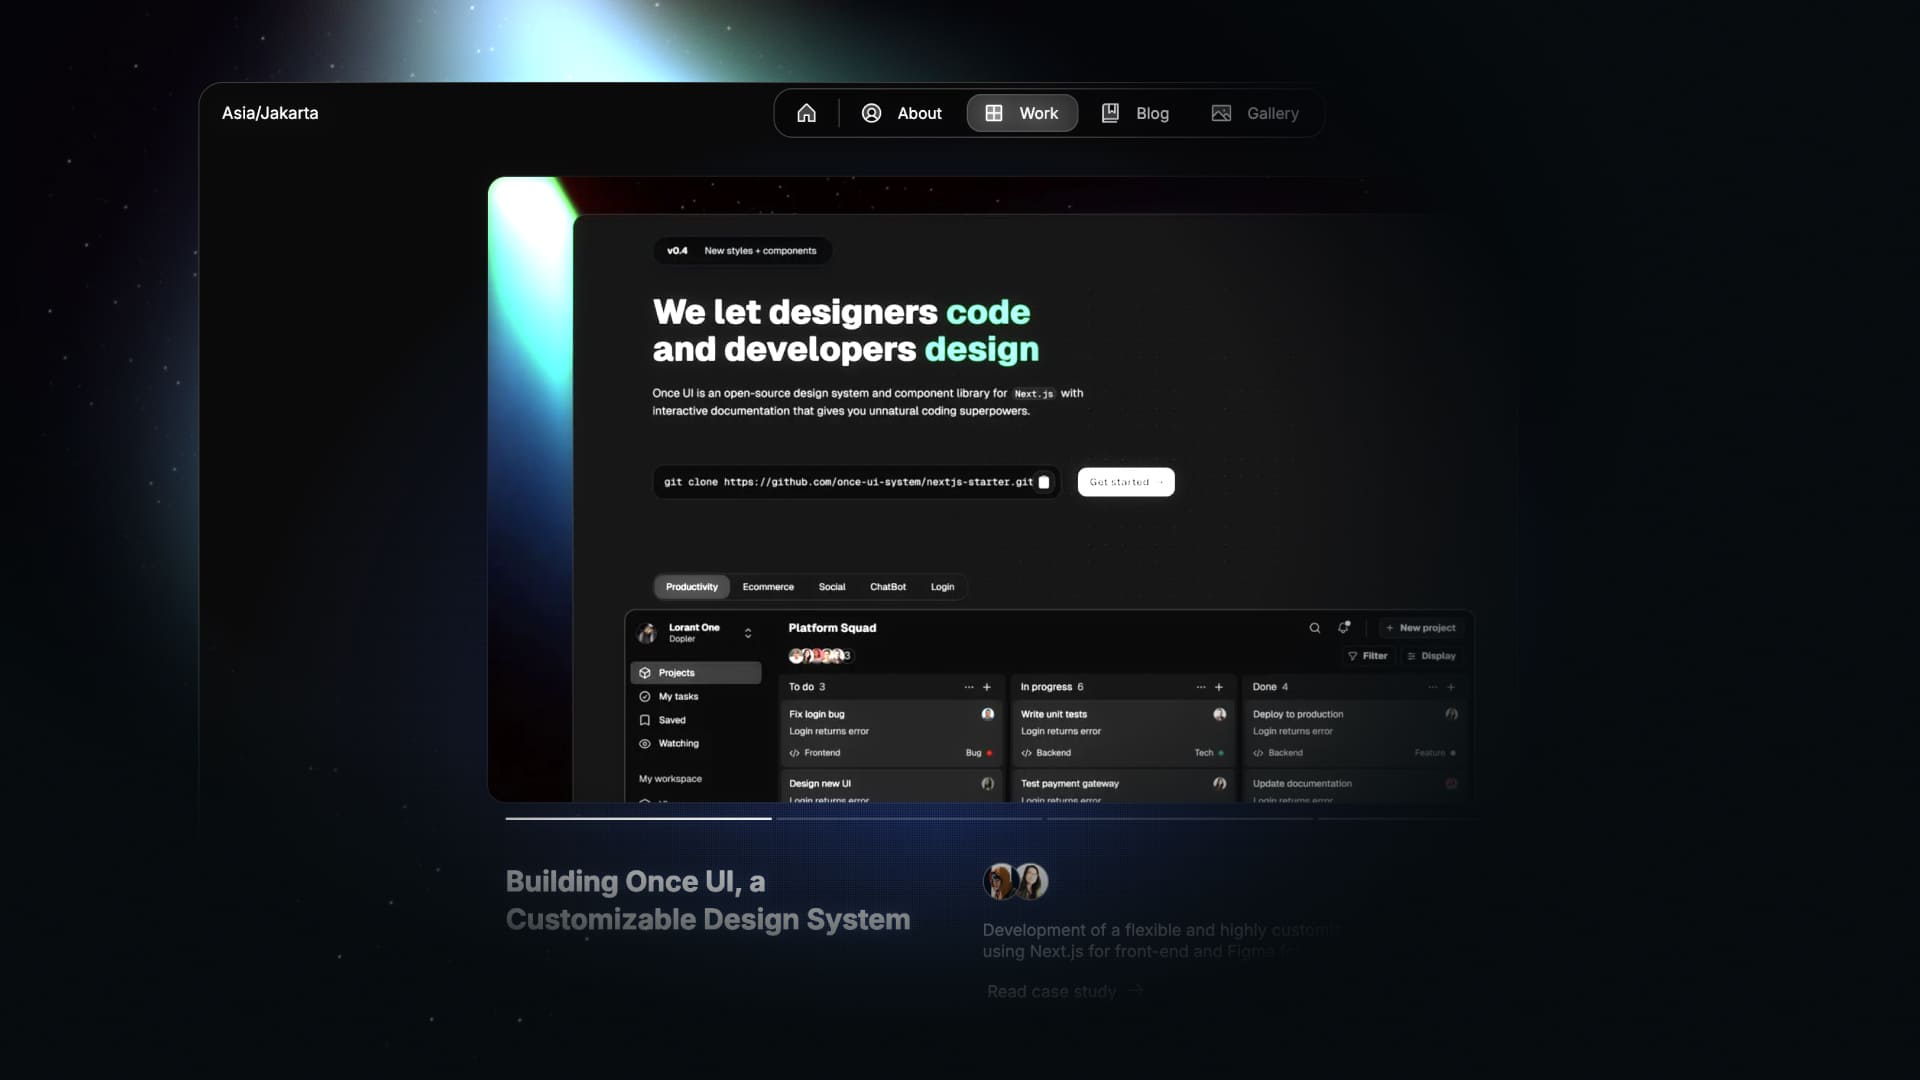 Asia/Jakarta
About
Work
Blog
Gallery
v0.4 New styles + components
We let designers code
and developers design
Once UI is an open-source design system and component library for Next.js with
interactive documentation that gives you unnatural coding superpowers.
git clone https://github.com/once-ui-system/nextjs-starter.git
Get started →
Productivity
Ecommerce
Social
ChatBot
Login
Lorant One
Dopler
Projects
My tasks
Saved
Watching
My workspace
Platform Squad
3
+ New project
Filter
Display
To do 3
Fix login bug
Login returns error
Frontend
Bug
Design new UI
Login returns error
In progress 6
Write unit tests
Login returns error
Backend
Tech
Test payment gateway
Login returns error
Done 4
Deploy to production
Login returns error
Backend
Feature
Update documentation
Login returns error
Building Once UI, a
Customizable Design System
Development of a flexible and highly
using Next.js for front-end and Figma
Read case study →